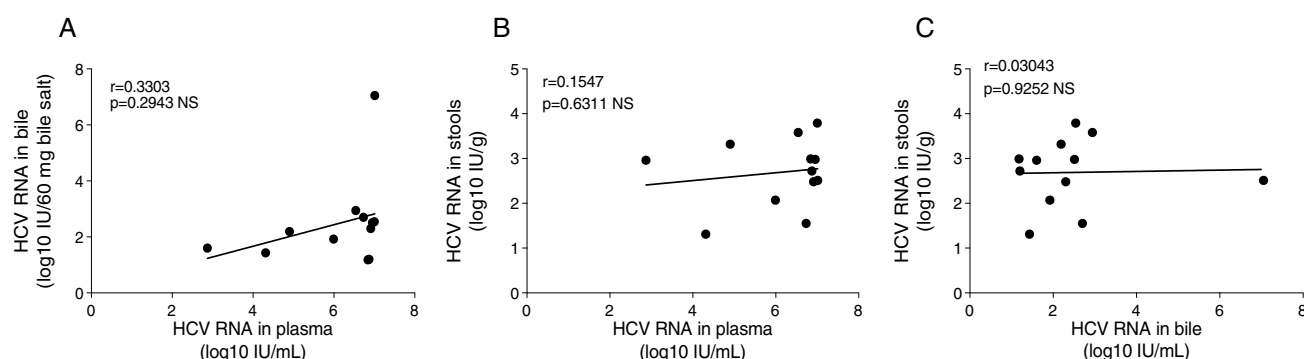 A
r=0.3303
p=0.2943 NS
HCV RNA in bile
(log10 IU/60 mg bile salt)
8
6
4
2
0
0 2 4 6 8
HCV RNA in plasma
(log10 IU/mL)
B
r=0.1547
p=0.6311 NS
HCV RNA in stools
(log10 IU/g)
5
4
3
2
1
0
0 2 4 6 8
HCV RNA in plasma
(log10 IU/mL)
C
r=0.03043
p=0.9252 NS
HCV RNA in stools
(log10 IU/g)
5
4
3
2
1
0
0 2 4 6 8
HCV RNA in bile
(log10 IU/mL)